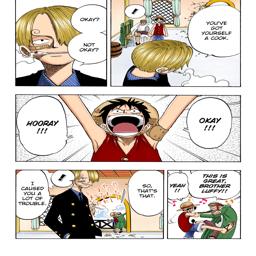 YOU'VE
GOT
YOURSELF
A COOK.
OKAY?
NOT
OKAY?
OKAY
!!!
HOORAY
!!!
THIS IS
GREAT,
BROTHER
LUFFY!!
YEAH
!!
SO,
THAT'S
THAT.
I
CAUSED
YOU A
LOT OF
TROUBLE.